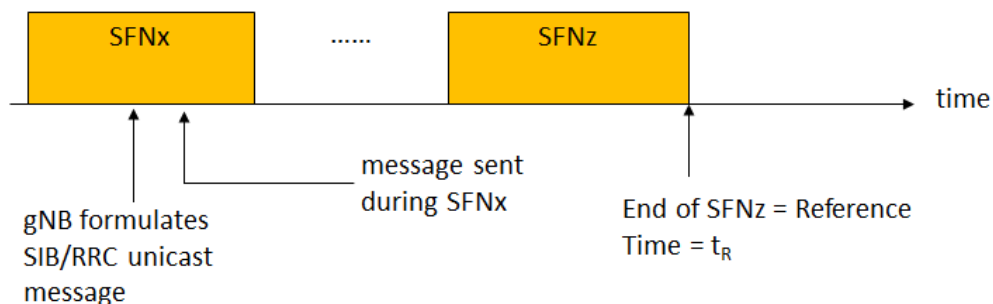 SFNx
......
SFNz
time
message sent
during SFNx
gNB formulates
SIB/RRC unicast
message
End of SFNz = Reference
Time = tR